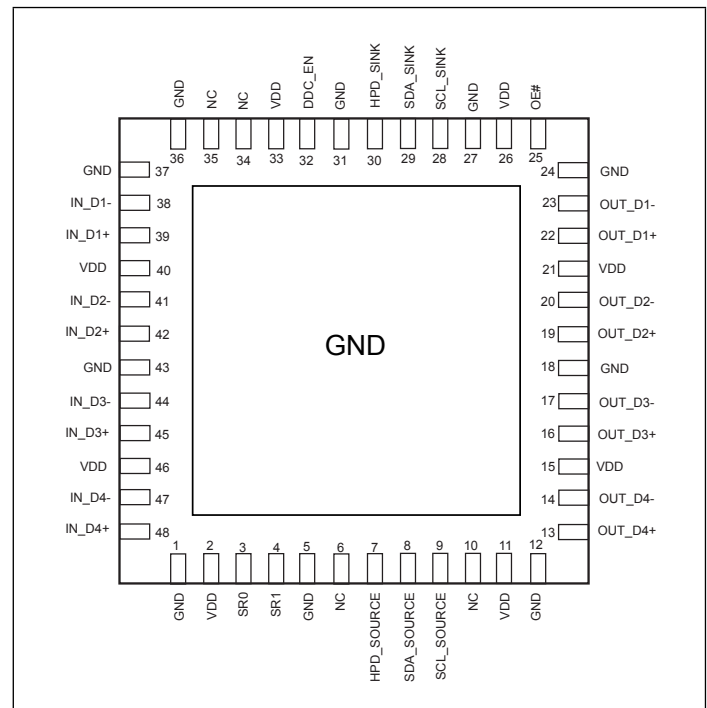 GND NC NC VDD DDC_EN GND HPD_SINK SDA_SINK SCL_SINK GND VDD OE#
36 35 34 33 32 31 30 29 28 27 26 25
GND 37 24 GND
IN_D1- 38 23 OUT_D1-
IN_D1+ 39 22 OUT_D1+
VDD 40 21 VDD
IN_D2- 41 20 OUT_D2-
IN_D2+ 42 19 OUT_D2+
GND
GND 43 18 GND
IN_D3- 44 17 OUT_D3-
IN_D3+ 45 16 OUT_D3+
VDD 46 15 VDD
IN_D4- 47 14 OUT_D4-
IN_D4+ 48 13 OUT_D4+
1 2 3 4 5 6 7 8 9 10 11 12
GND VDD SR0 SR1 GND NC HPD_SOURCE SDA_SOURCE SCL_SOURCE NC VDD GND